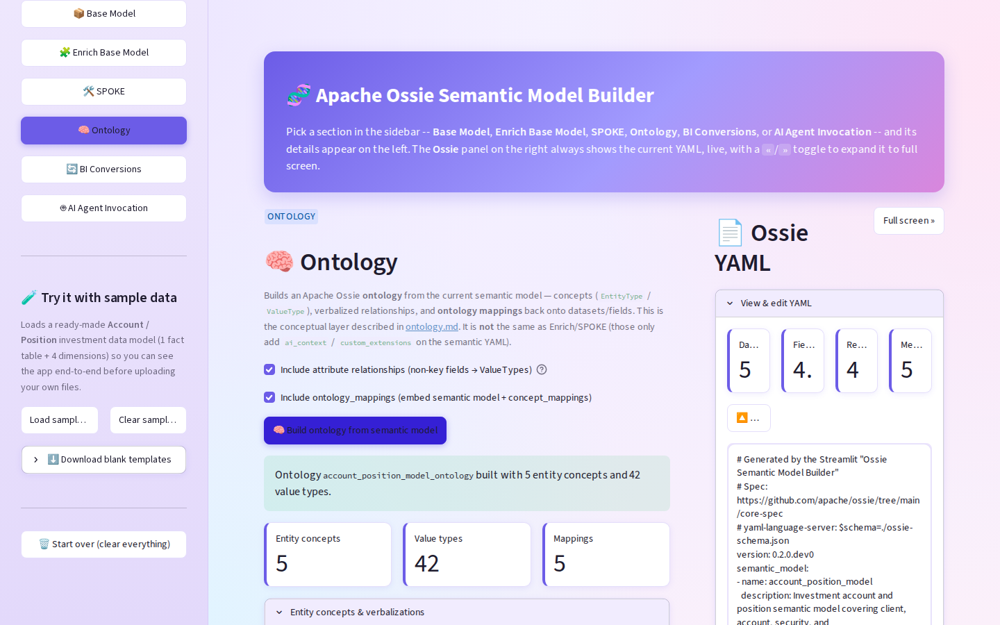 📦 Base Model
🧩 Enrich Base Model
🛠️ SPOKE
🧠 Ontology
🔄 BI Conversions
AI Agent Invocation
🧪 Try it with sample data
Loads a ready-made Account /
Position investment data model (1 fact
table + 4 dimensions) so you can see
the app end-to-end before uploading
your own files.
Load sampl…
Clear sampl…
⬇️ Download blank templates
🗑️ Start over (clear everything)
🧬 Apache Ossie Semantic Model Builder
Pick a section in the sidebar -- Base Model, Enrich Base Model, SPOKE, Ontology, BI Conversions, or AI Agent Invocation -- and its
details appear on the left. The Ossie panel on the right always shows the current YAML, live, with a « / » toggle to expand it to full
screen.
ONTOLOGY
🧠 Ontology
Builds an Apache Ossie ontology from the current semantic model — concepts ( EntityType /
ValueType ), verbalized relationships, and ontology mappings back onto datasets/fields. This is
the conceptual layer described in ontology.md. It is not the same as Enrich/SPOKE (those only
add ai_context / custom_extensions on the semantic YAML).
Include attribute relationships (non-key fields → ValueTypes)
Include ontology_mappings (embed semantic model + concept_mappings)
🧠 Build ontology from semantic model
Ontology account_position_model_ontology built with 5 entity concepts and 42
value types.
Entity concepts
5
Value types
42
Mappings
5
Entity concepts & verbalizations
📄 Ossie
YAML
Full screen »
View & edit YAML
Da…
5
Fie…
4.
Re…
4
Me…
5
🔼 …
# Generated by the Streamlit "Ossie
Semantic Model Builder"
# Spec:
https://github.com/apache/ossie/tree/main
/core-spec
# yaml-language-server: $schema=./ossie-
schema.json
version: 0.2.0.dev0
semantic_model:
- name: account_position_model
description: Investment account and
position semantic model covering client,
account, security, and